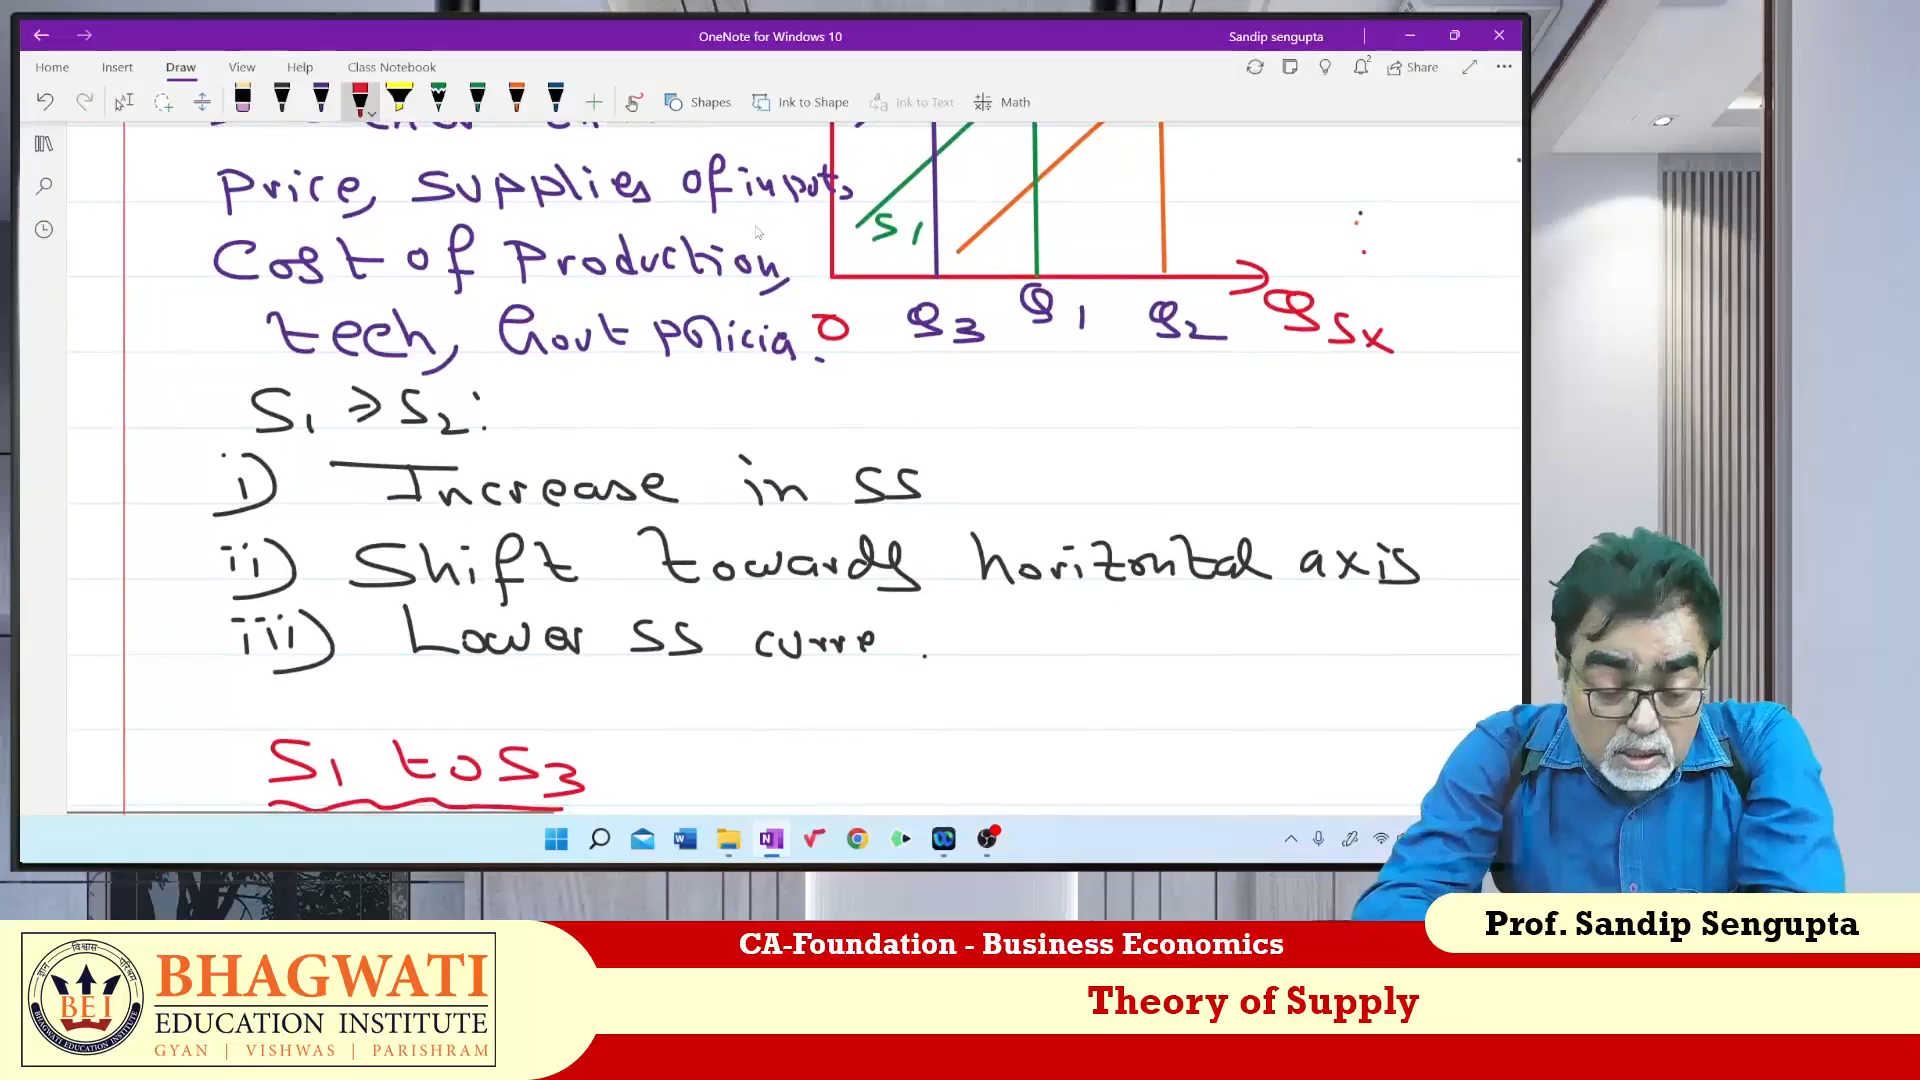 OneNote for Windows 10
Sandip sengupta
Home Insert Draw View Help Class Notebook
Share
Shapes Ink to Shape Ink to Text Math
Price, supplies of inputs
Cost of Production,
tech, Govt policia.
S1
O Q3 Q1 Q2 QSx
S1 => S2:
i) Increase in SS
ii) Shift towards horizontal axis
iii) Lower SS curve.
S1 to S3
Prof. Sandip Sengupta
CA-Foundation - Business Economics
Theory of Supply
विश्वास
BEI
BHAGWATI
EDUCATION INSTITUTE
GYAN | VISHWAS | PARISHRAM